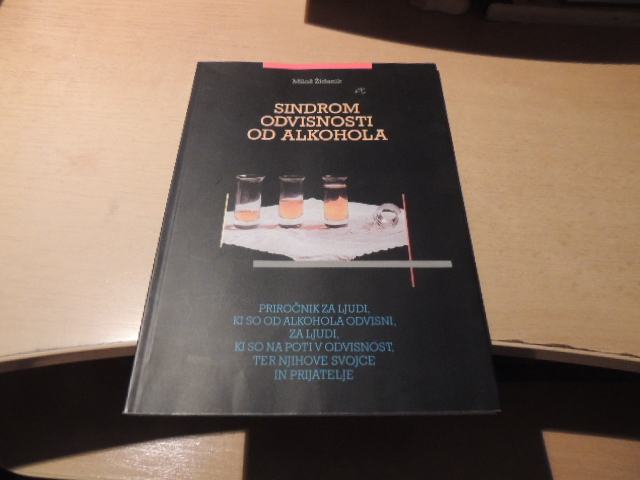 Miloš Židanik
SINDROM
ODVISNOSTI
OD ALKOHOLA
PRIROČNIK ZA LJUDI,
KI SO OD ALKOHOLA ODVISNI,
ZA LJUDI,
KI SO NA POTI V ODVISNOST,
TER NJIHOVE SVOJCE
IN PRIJATELJE